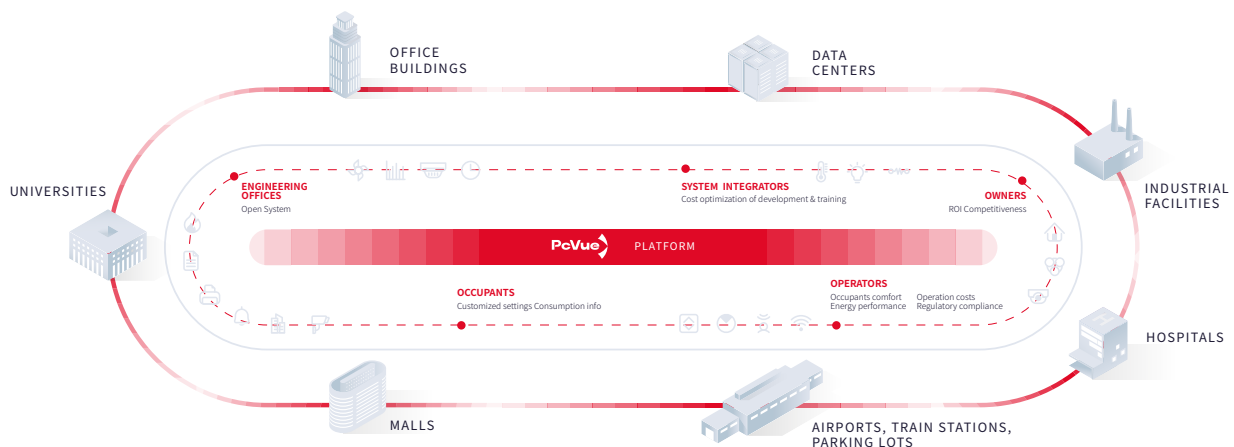 OFFICE
BUILDINGS
DATA
CENTERS
UNIVERSITIES
INDUSTRIAL
FACILITIES
ENGINEERING
OFFICES
Open System
SYSTEM INTEGRATORS
Cost optimization of development & training
OWNERS
ROI Competitiveness
PcVue PLATFORM
OCCUPANTS
Customized settings Consumption info
OPERATORS
Occupants comfort Operation costs
Energy performance Regulatory compliance
HOSPITALS
MALLS
AIRPORTS, TRAIN STATIONS,
PARKING LOTS